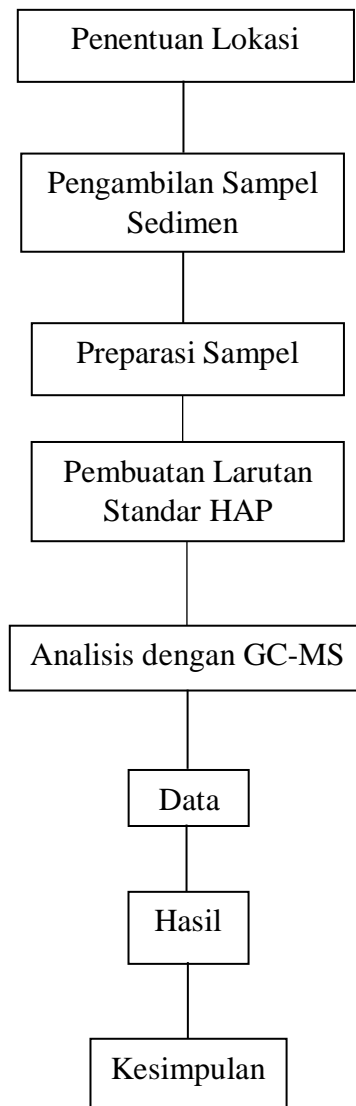 Penentuan Lokasi
Pengambilan Sampel
Sedimen
Preparasi Sampel
Pembuatan Larutan
Standar HAP
Analisis dengan GC-MS
Data
Hasil
Kesimpulan